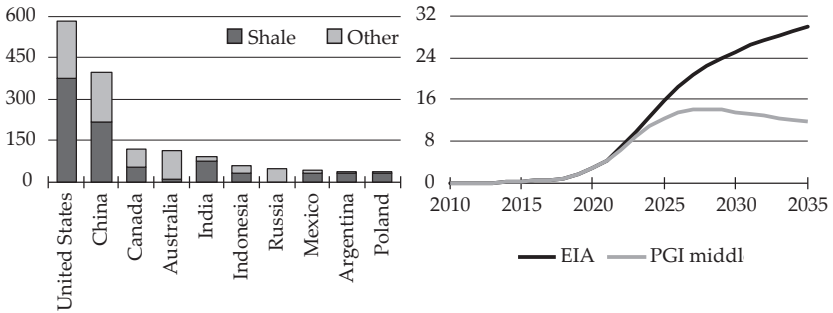 600
450
300
150
0
Shale Other
United States
China
Canada
Australia
India
Indonesia
Russia
Mexico
Argentina
Poland
32
24
16
8
0
2010 2015 2020 2025 2030 2035
EIA PGI middl